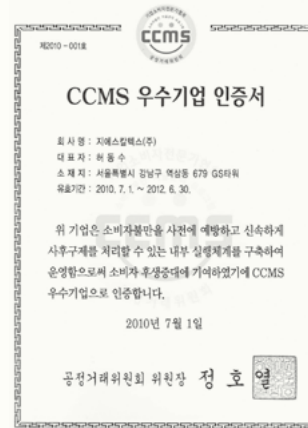 제2010 - 001호
CCMS
CCMS 우수기업 인증서
회 사 명 : 지에스칼텍스(주)
대 표 자 : 허 동 수
소 재 지 : 서울특별시 강남구 역삼동 679 GS타워
유효기간 : 2010. 7. 1. ~ 2012. 6. 30.
위 기업은 소비자불만을 사전에 예방하고 신속하게
사후구제를 처리할 수 있는 내부 실행체계를 구축하여
운영함으로써 소비자 후생증대에 기여하였기에 CCMS
우수기업으로 인증합니다.
2010년 7월 1일
공정거래위원회 위원장 정 호 열